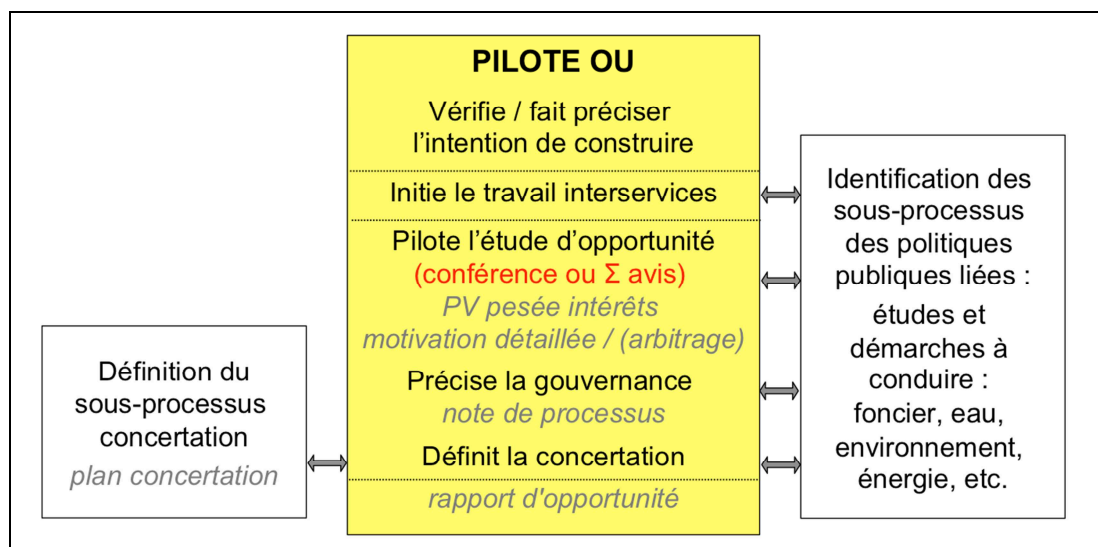 PILOTE OU
Vérifie / fait préciser
l'intention de construire
Initie le travail interservices
Pilote l'étude d'opportunité
(conférence ou Σ avis)
PV pesée intérêts
motivation détaillée / (arbitrage)
Précise la gouvernance
note de processus
Définit la concertation
rapport d'opportunité
Définition du
sous-processus
concertation
plan concertation
Identification des
sous-processus
des politiques
publiques liées :
études et
démarches à
conduire :
foncier, eau,
environnement,
énergie, etc.